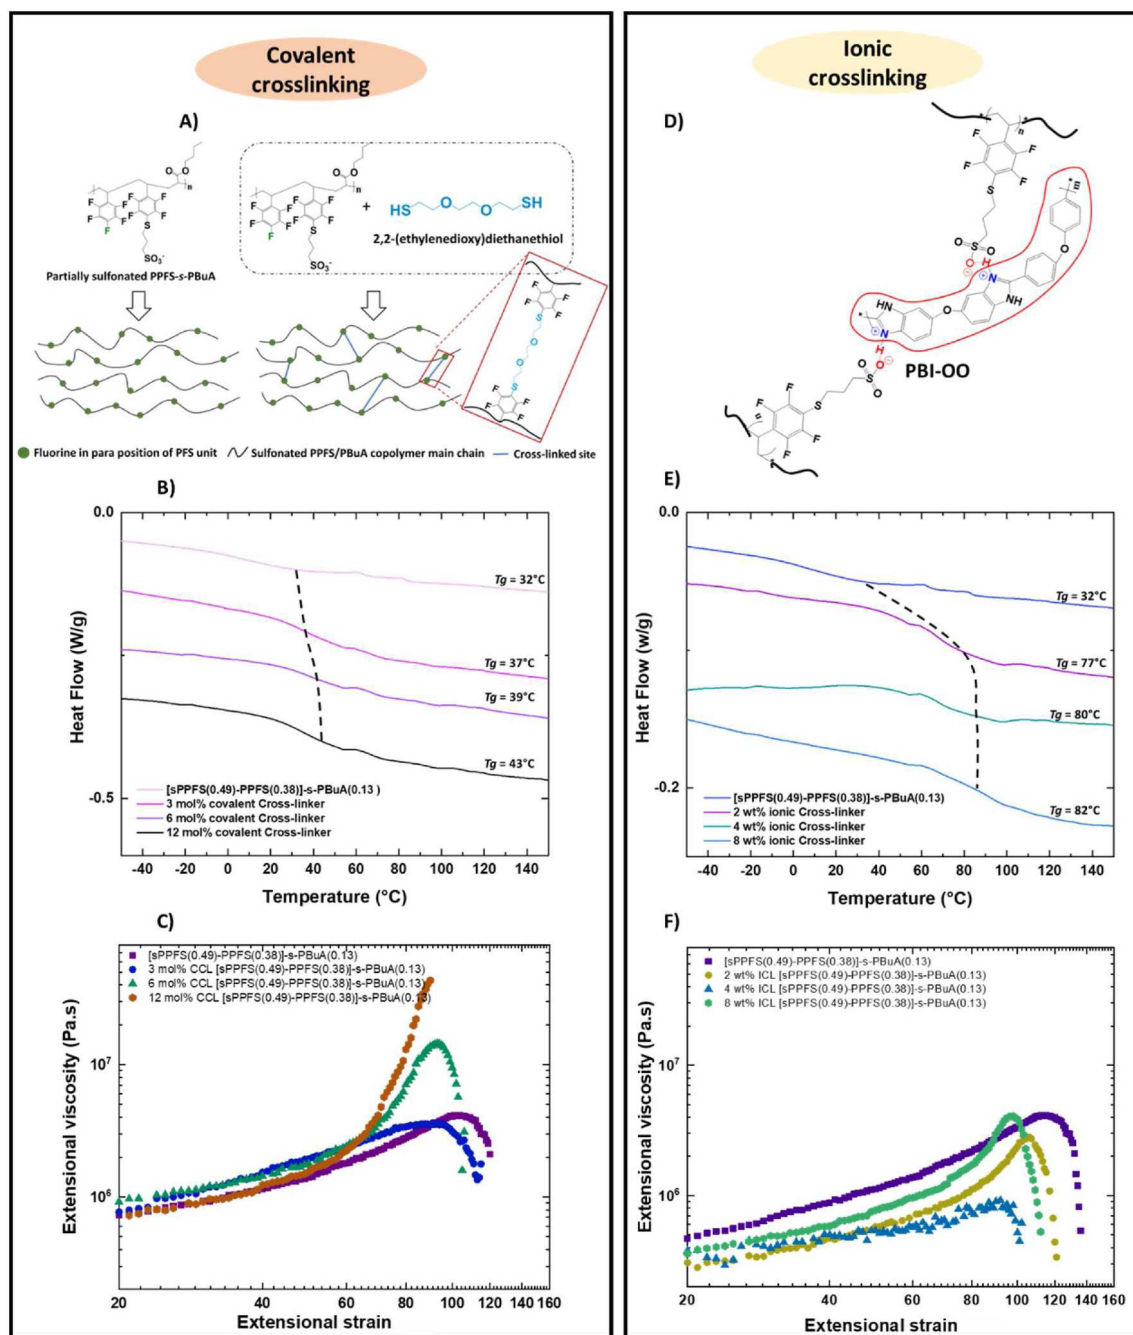 Covalent
crosslinking
A)
O
O
n
F F F F
F F F F
F
S
SO₃⁻
Partially sulfonated PPFS-s-PBuA
O
O
n
F F F F
F F F F
F
S
SO₃⁻
+
HS O O SH
2,2-(ethylenedioxy)diethanethiol
F F
F F
S
O
O
S
F F
F F
Fluorine in para position of PFS unit
Sulfonated PPFS/PBuA copolymer main chain
Cross-linked site
B)
0.0
-0.5
Heat Flow (W/g)
Tg = 32°C
Tg = 37°C
Tg = 39°C
Tg = 43°C
[sPPFS(0.49)-PPFS(0.38)]-s-PBuA(0.13 )
3 mol% covalent Cross-linker
6 mol% covalent Cross-linker
12 mol% covalent Cross-linker
-40 -20 0 20 40 60 80 100 120 140
Temperature (°C)
C)
[sPPFS(0.49)-PPFS(0.38)]-s-PBuA(0.13)
3 mol% CCL [sPPFS(0.49)-PPFS(0.38)]-s-PBuA(0.13)
6 mol% CCL [sPPFS(0.49)-PPFS(0.38)]-s-PBuA(0.13)
12 mol% CCL [sPPFS(0.49)-PPFS(0.38)]-s-PBuA(0.13)
10⁷
10⁶
Extensional viscosity (Pa.s)
20 40 60 80 100 120 140 160
Extensional strain
Ionic
crosslinking
D)
n
F F
F F
S
O
O S
O H
N
NH
O
m
HN
O
N
H
O
O S
O
PBI-OO
S
F F
F F
n
E)
0.0
-0.2
Heat Flow (w/g)
Tg = 32°C
Tg = 77°C
Tg = 80°C
Tg = 82°C
[sPPFS(0.49)-PPFS(0.38)]-s-PBuA(0.13)
2 wt% ionic Cross-linker
4 wt% ionic Cross-linker
8 wt% ionic Cross-linker
-40 -20 0 20 40 60 80 100 120 140
Temperature (°C)
F)
[sPPFS(0.49)-PPFS(0.38)]-s-PBuA(0.13)
2 wt% ICL [sPPFS(0.49)-PPFS(0.38)]-s-PBuA(0.13)
4 wt% ICL [sPPFS(0.49)-PPFS(0.38)]-s-PBuA(0.13)
8 wt% ICL [sPPFS(0.49)-PPFS(0.38)]-s-PBuA(0.13)
10⁷
10⁶
Extensional viscosity (Pa.s)
20 40 60 80 100 120 140 160
Extensional strain